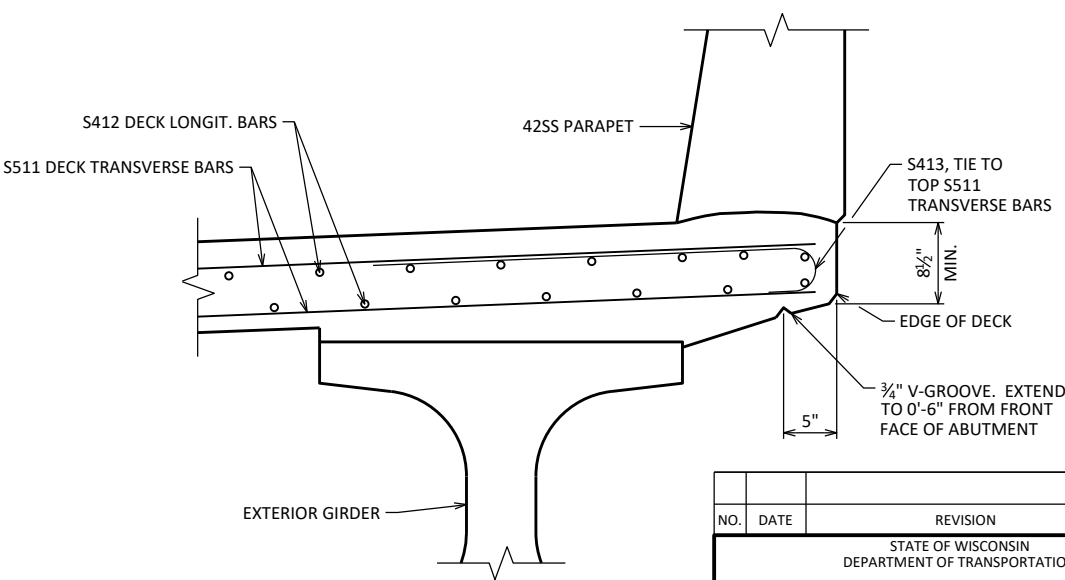 S412 DECK LONGIT. BARS
S511 DECK TRANSVERSE BARS
42SS PARAPET
S413, TIE TO
TOP S511
TRANSVERSE BARS
8½"
MIN.
EDGE OF DECK
¾" V-GROOVE. EXTEND
TO 0'-6" FROM FRONT
FACE OF ABUTMENT
5"
EXTERIOR GIRDER
NO. DATE REVISION
STATE OF WISCONSIN
DEPARTMENT OF TRANSPORTATIO